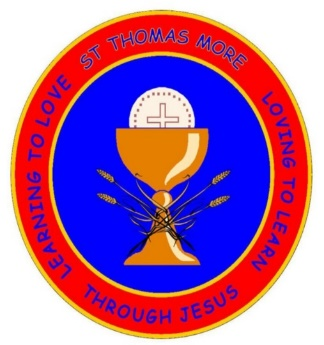 ST THOMAS MORE
LEARNING TO LOVE
LOVING TO LEARN
THROUGH JESUS